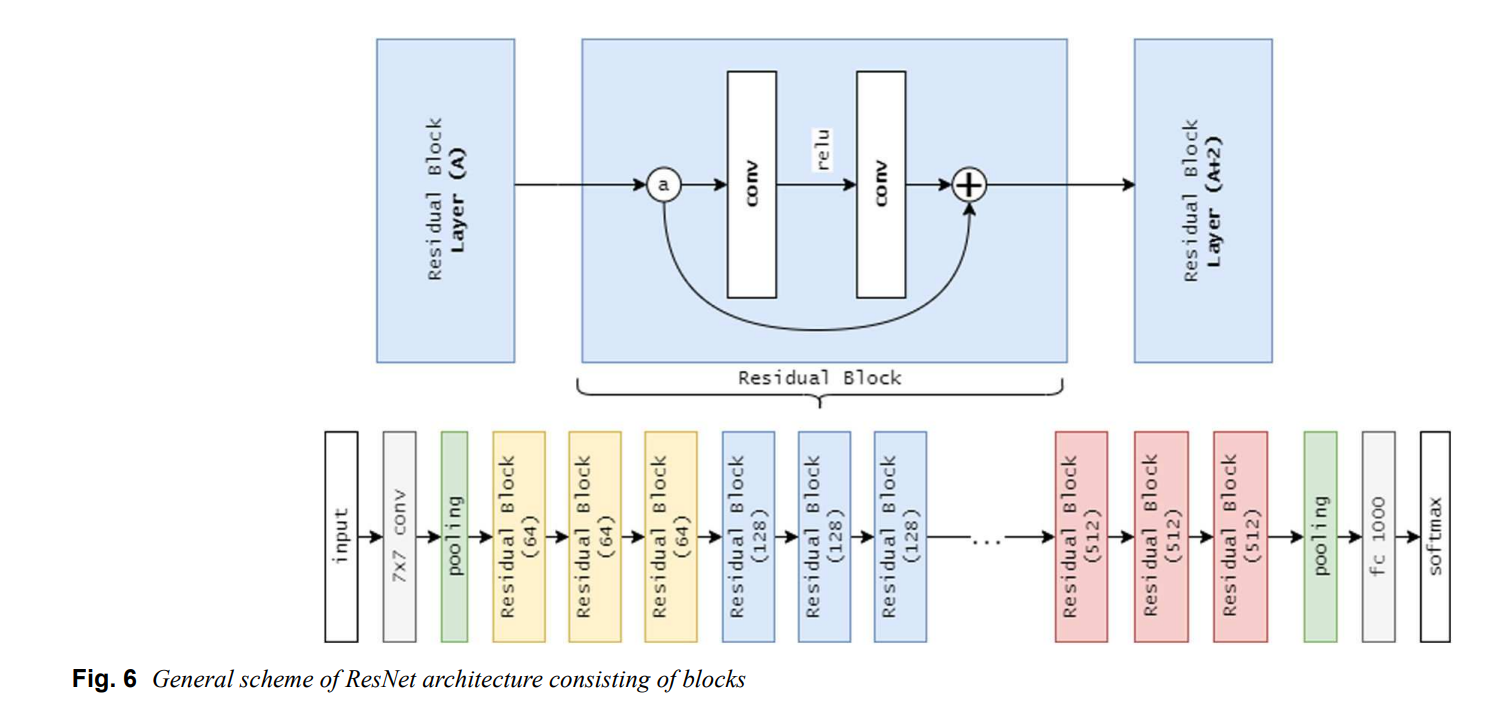 Residual Block
Layer (A)
a
conv
relu
conv
+
Residual Block
Layer (A+2)
Residual Block
input
7x7 conv
pooling
Residual Block
(64)
Residual Block
(64)
Residual Block
(64)
Residual Block
(128)
Residual Block
(128)
Residual Block
(128)
...
Residual Block
(512)
Residual Block
(512)
Residual Block
(512)
pooling
fc 1000
softmax
Fig. 6 General scheme of ResNet architecture consisting of blocks